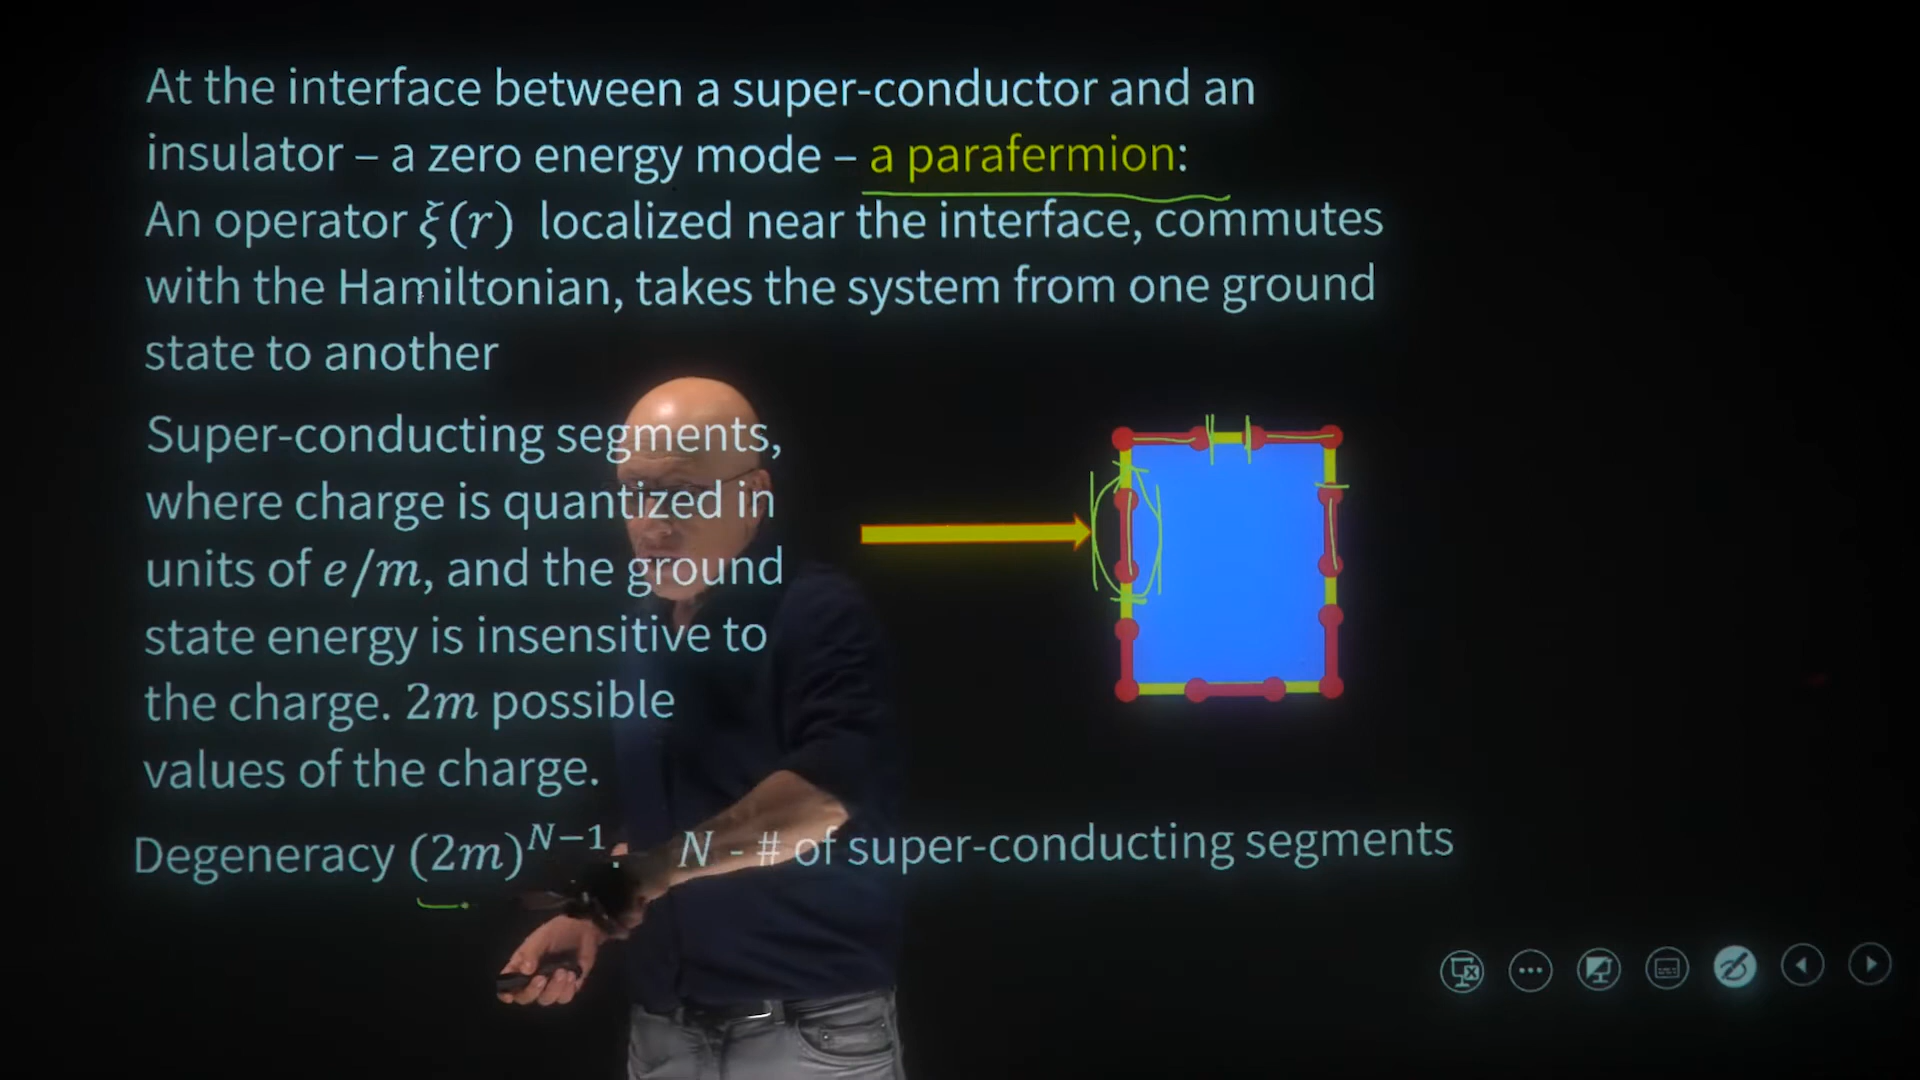 At the interface between a super-conductor and an
insulator – a zero energy mode – a parafermion:
An operator ξ(r) localized near the interface, commutes
with the Hamiltonian, takes the system from one ground
state to another
Super-conducting segments,
where charge is quantized in
units of e/m, and the ground
state energy is insensitive to
the charge. 2m possible
values of the charge.
Degeneracy (2m)^{N-1}. N - # of super-conducting segments